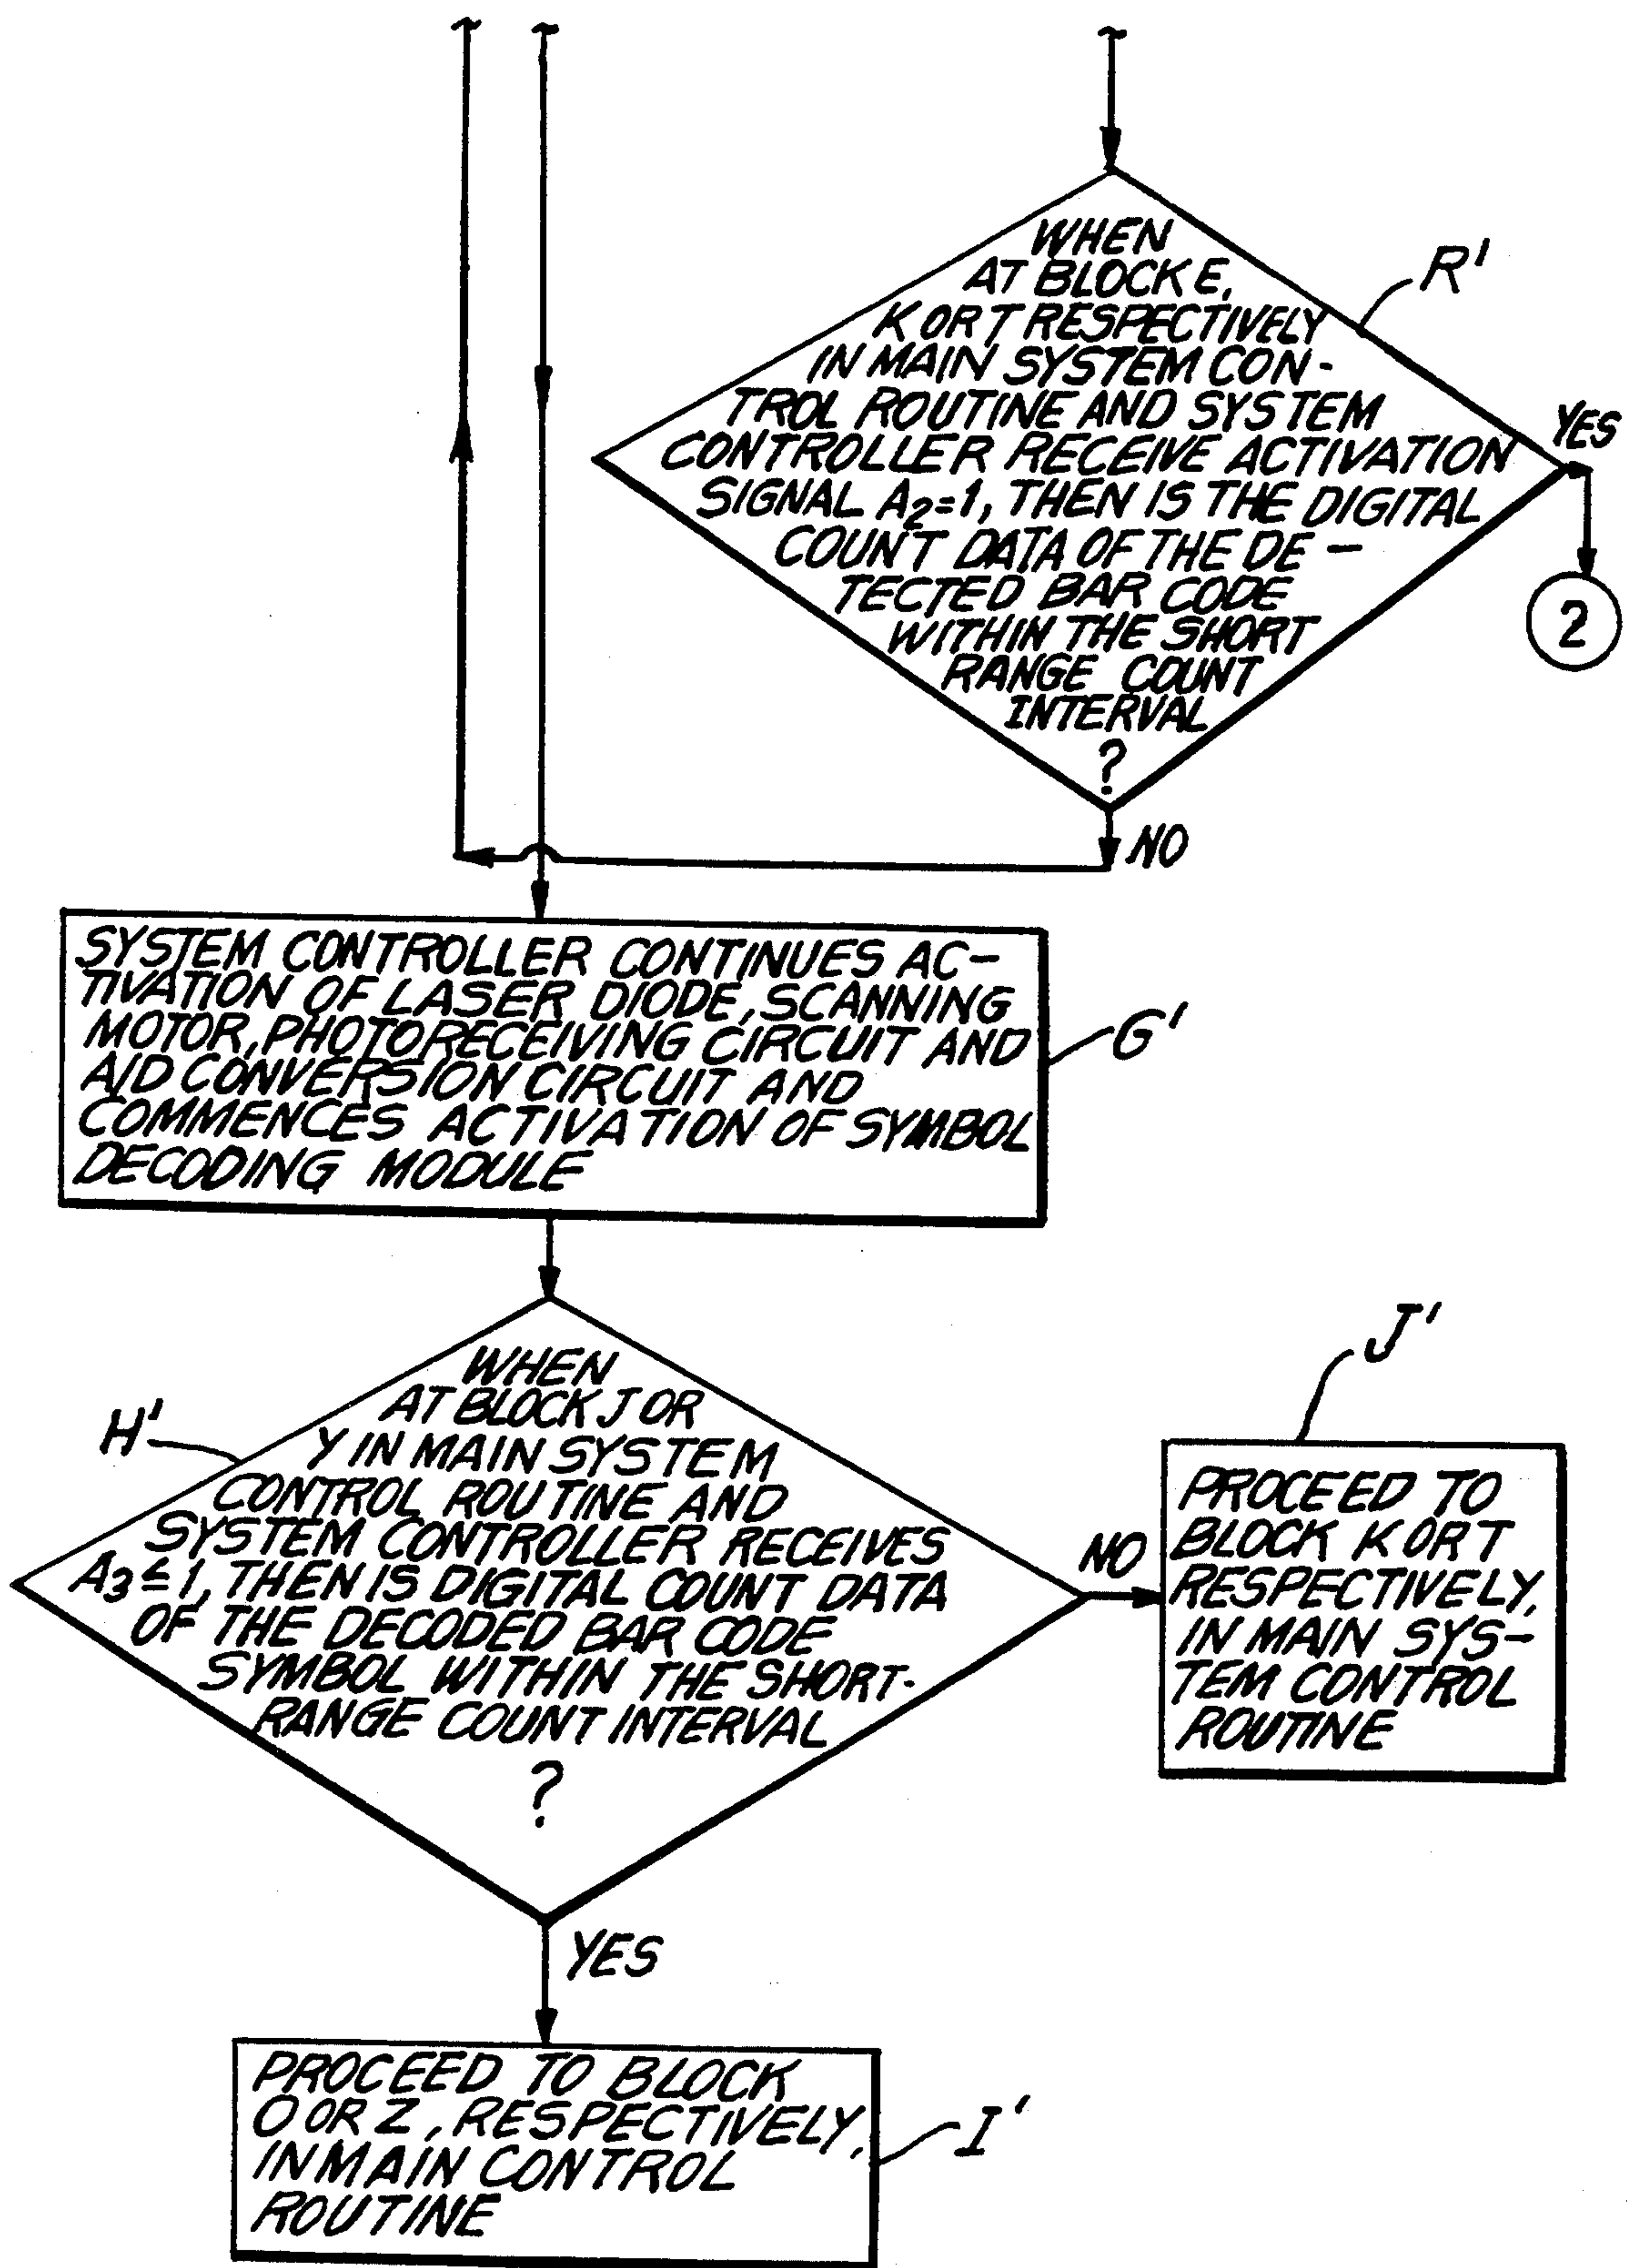 WHEN
AT BLOCK E,
K OR T RESPECTIVELY
IN MAIN SYSTEM CON-
TROL ROUTINE AND SYSTEM
CONTROLLER RECEIVE ACTIVATION
SIGNAL A2=1, THEN IS THE DIGITAL
COUNT DATA OF THE DE-
TECTED BAR CODE
WITHIN THE SHORT
RANGE COUNT
INTERVAL
?
R'
YES
2
NO
SYSTEM CONTROLLER CONTINUES AC-
TIVATION OF LASER DIODE, SCANNING
MOTOR, PHOTORECEIVING CIRCUIT AND
A/D CONVERSION CIRCUIT AND
COMMENCES ACTIVATION OF SYMBOL
DECODING MODULE
G'
WHEN
AT BLOCK J OR
Y IN MAIN SYSTEM
CONTROL ROUTINE AND
SYSTEM CONTROLLER RECEIVES
A3≤1, THEN IS DIGITAL COUNT DATA
OF THE DECODED BAR CODE
SYMBOL WITHIN THE SHORT-
RANGE COUNT INTERVAL
?
H'
NO
J'
PROCEED TO
BLOCK K OR T
RESPECTIVELY,
IN MAIN SYS-
TEM CONTROL
ROUTINE
YES
PROCEED TO BLOCK
O OR Z, RESPECTIVELY,
IN MAIN CONTROL
ROUTINE
I'